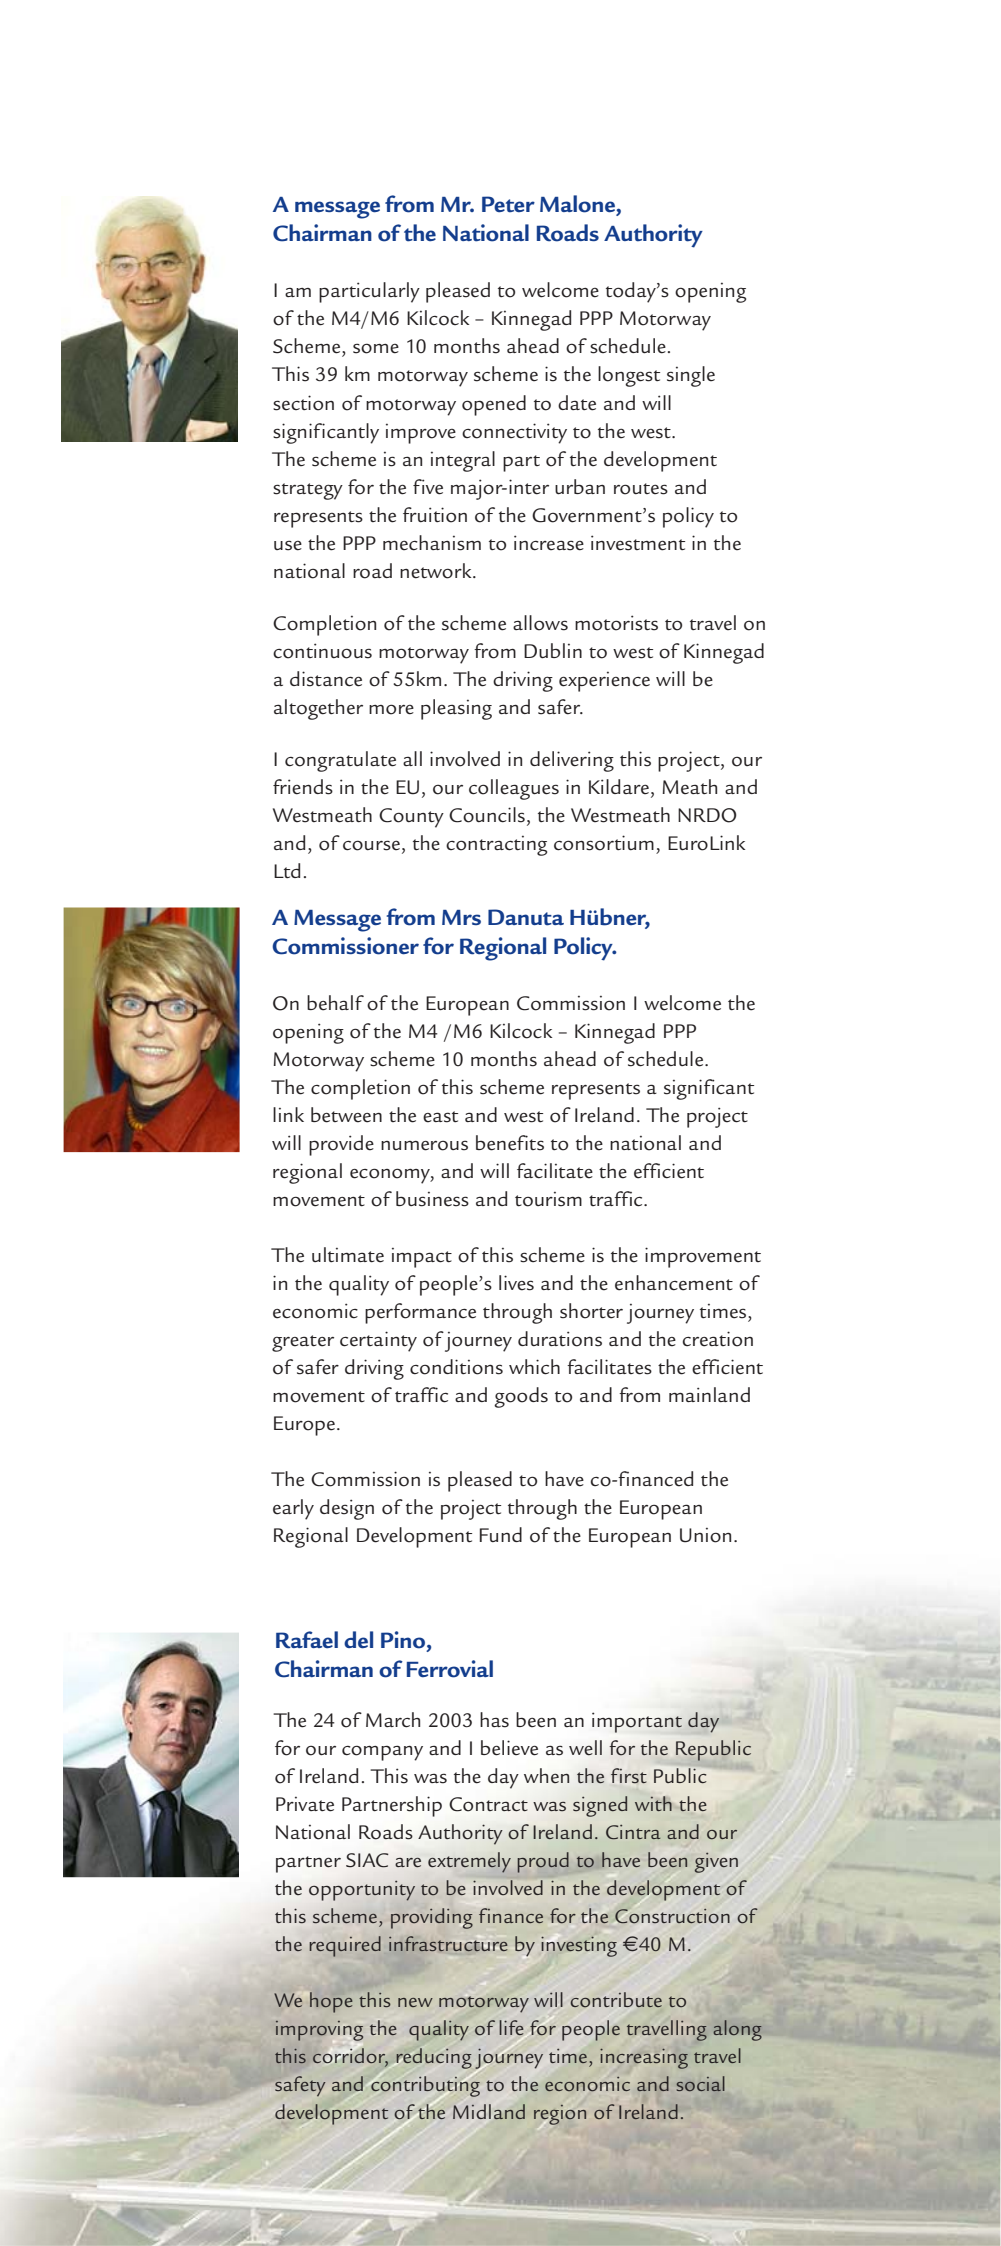 A message from Mr. Peter Malone,
Chairman of the National Roads Authority
I am particularly pleased to welcome today’s opening
of the M4/M6 Kilcock – Kinnegad PPP Motorway
Scheme, some 10 months ahead of schedule.
This 39 km motorway scheme is the longest single
section of motorway opened to date and will
significantly improve connectivity to the west.
The scheme is an integral part of the development
strategy for the five major-inter urban routes and
represents the fruition of the Government’s policy to
use the PPP mechanism to increase investment in the
national road network.
Completion of the scheme allows motorists to travel on
continuous motorway from Dublin to west of Kinnegad
a distance of 55km. The driving experience will be
altogether more pleasing and safer.
I congratulate all involved in delivering this project, our
friends in the EU, our colleagues in Kildare, Meath and
Westmeath County Councils, the Westmeath NRDO
and, of course, the contracting consortium, EuroLink
Ltd.
A Message from Mrs Danuta Hübner,
Commissioner for Regional Policy.
On behalf of the European Commission I welcome the
opening of the M4 /M6 Kilcock – Kinnegad PPP
Motorway scheme 10 months ahead of schedule.
The completion of this scheme represents a significant
link between the east and west of Ireland. The project
will provide numerous benefits to the national and
regional economy, and will facilitate the efficient
movement of business and tourism traffic.
The ultimate impact of this scheme is the improvement
in the quality of people’s lives and the enhancement of
economic performance through shorter journey times,
greater certainty of journey durations and the creation
of safer driving conditions which facilitates the efficient
movement of traffic and goods to and from mainland
Europe.
The Commission is pleased to have co-financed the
early design of the project through the European
Regional Development Fund of the European Union.
Rafael del Pino,
Chairman of Ferrovial
The 24 of March 2003 has been an important day
for our company and I believe as well for the Republic
of Ireland. This was the day when the first Public
Private Partnership Contract was signed with the
National Roads Authority of Ireland. Cintra and our
partner SIAC are extremely proud to have been given
the opportunity to be involved in the development of
this scheme, providing finance for the Construction of
the required infrastructure by investing €40 M.
We hope this new motorway will contribute to
improving the  quality of life for people travelling along
this corridor, reducing journey time, increasing travel
safety and contributing to the economic and social
development of the Midland region of Ireland.